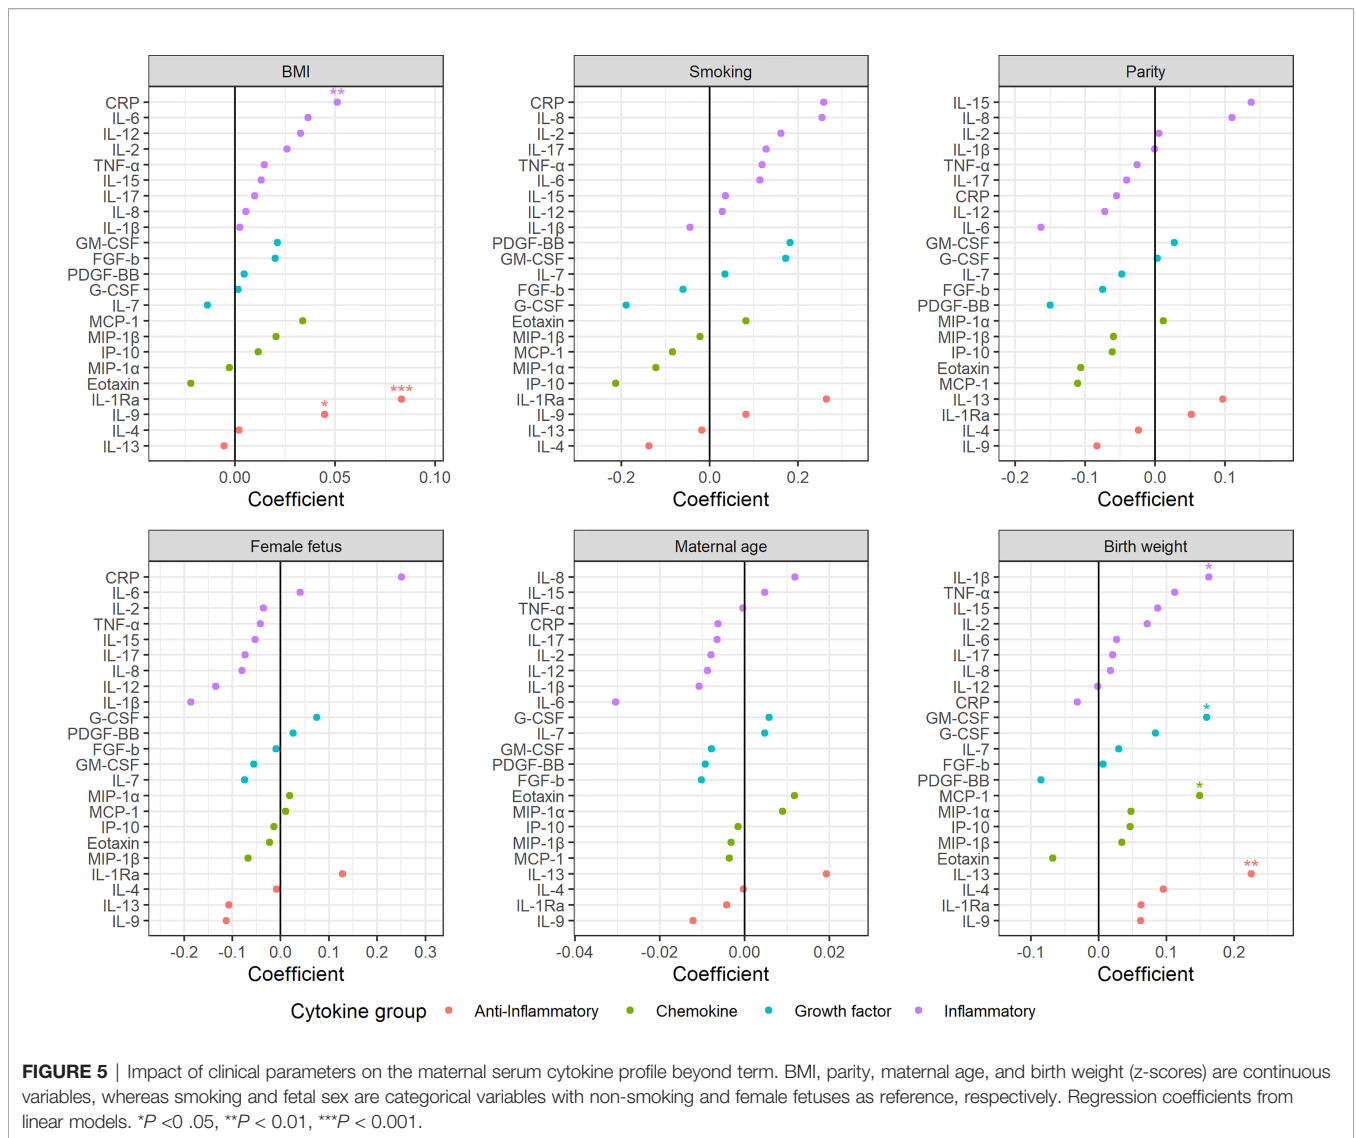 BMI
**
CRP
IL-6
IL-12
IL-2
TNF-α
IL-15
IL-17
IL-8
IL-1β
GM-CSF
FGF-b
PDGF-BB
G-CSF
IL-7
MCP-1
MIP-1β
IP-10
MIP-1α
Eotaxin
***
IL-1Ra
*
IL-9
IL-4
IL-13
0.00 0.05 0.10
Coefficient
Smoking
CRP
IL-8
IL-2
IL-17
TNF-α
IL-6
IL-15
IL-12
IL-1β
PDGF-BB
GM-CSF
IL-7
FGF-b
G-CSF
Eotaxin
MIP-1β
MCP-1
MIP-1α
IP-10
IL-1Ra
IL-9
IL-13
IL-4
-0.2 0.0 0.2
Coefficient
Parity
IL-15
IL-8
IL-2
IL-1β
TNF-α
IL-17
CRP
IL-12
IL-6
GM-CSF
G-CSF
IL-7
FGF-b
PDGF-BB
MIP-1α
MIP-1β
IP-10
Eotaxin
MCP-1
IL-13
IL-1Ra
IL-4
IL-9
-0.2 -0.1 0.0 0.1
Coefficient
Female fetus
CRP
IL-6
IL-2
TNF-α
IL-15
IL-17
IL-8
IL-12
IL-1β
G-CSF
PDGF-BB
FGF-b
GM-CSF
IL-7
MIP-1α
MCP-1
IP-10
Eotaxin
MIP-1β
IL-1Ra
IL-4
IL-13
IL-9
-0.2 -0.1 0.0 0.1 0.2 0.3
Coefficient
Maternal age
IL-8
IL-15
TNF-α
CRP
IL-17
IL-2
IL-12
IL-1β
IL-6
G-CSF
IL-7
GM-CSF
PDGF-BB
FGF-b
Eotaxin
MIP-1α
IP-10
MIP-1β
MCP-1
IL-13
IL-4
IL-1Ra
IL-9
-0.04 -0.02 0.00 0.02
Coefficient
Birth weight
*
IL-1β
TNF-α
IL-15
IL-2
IL-6
IL-17
IL-8
IL-12
CRP
*
GM-CSF
G-CSF
IL-7
FGF-b
PDGF-BB
*
MCP-1
MIP-1α
IP-10
MIP-1β
Eotaxin
**
IL-13
IL-4
IL-1Ra
IL-9
-0.1 0.0 0.1 0.2
Coefficient
Cytokine group Anti-Inflammatory Chemokine Growth factor Inflammatory
FIGURE 5 | Impact of clinical parameters on the maternal serum cytokine profile beyond term. BMI, parity, maternal age, and birth weight (z-scores) are continuous
variables, whereas smoking and fetal sex are categorical variables with non-smoking and female fetuses as reference, respectively. Regression coefficients from
linear models. *P <0 .05, **P < 0.01, ***P < 0.001.